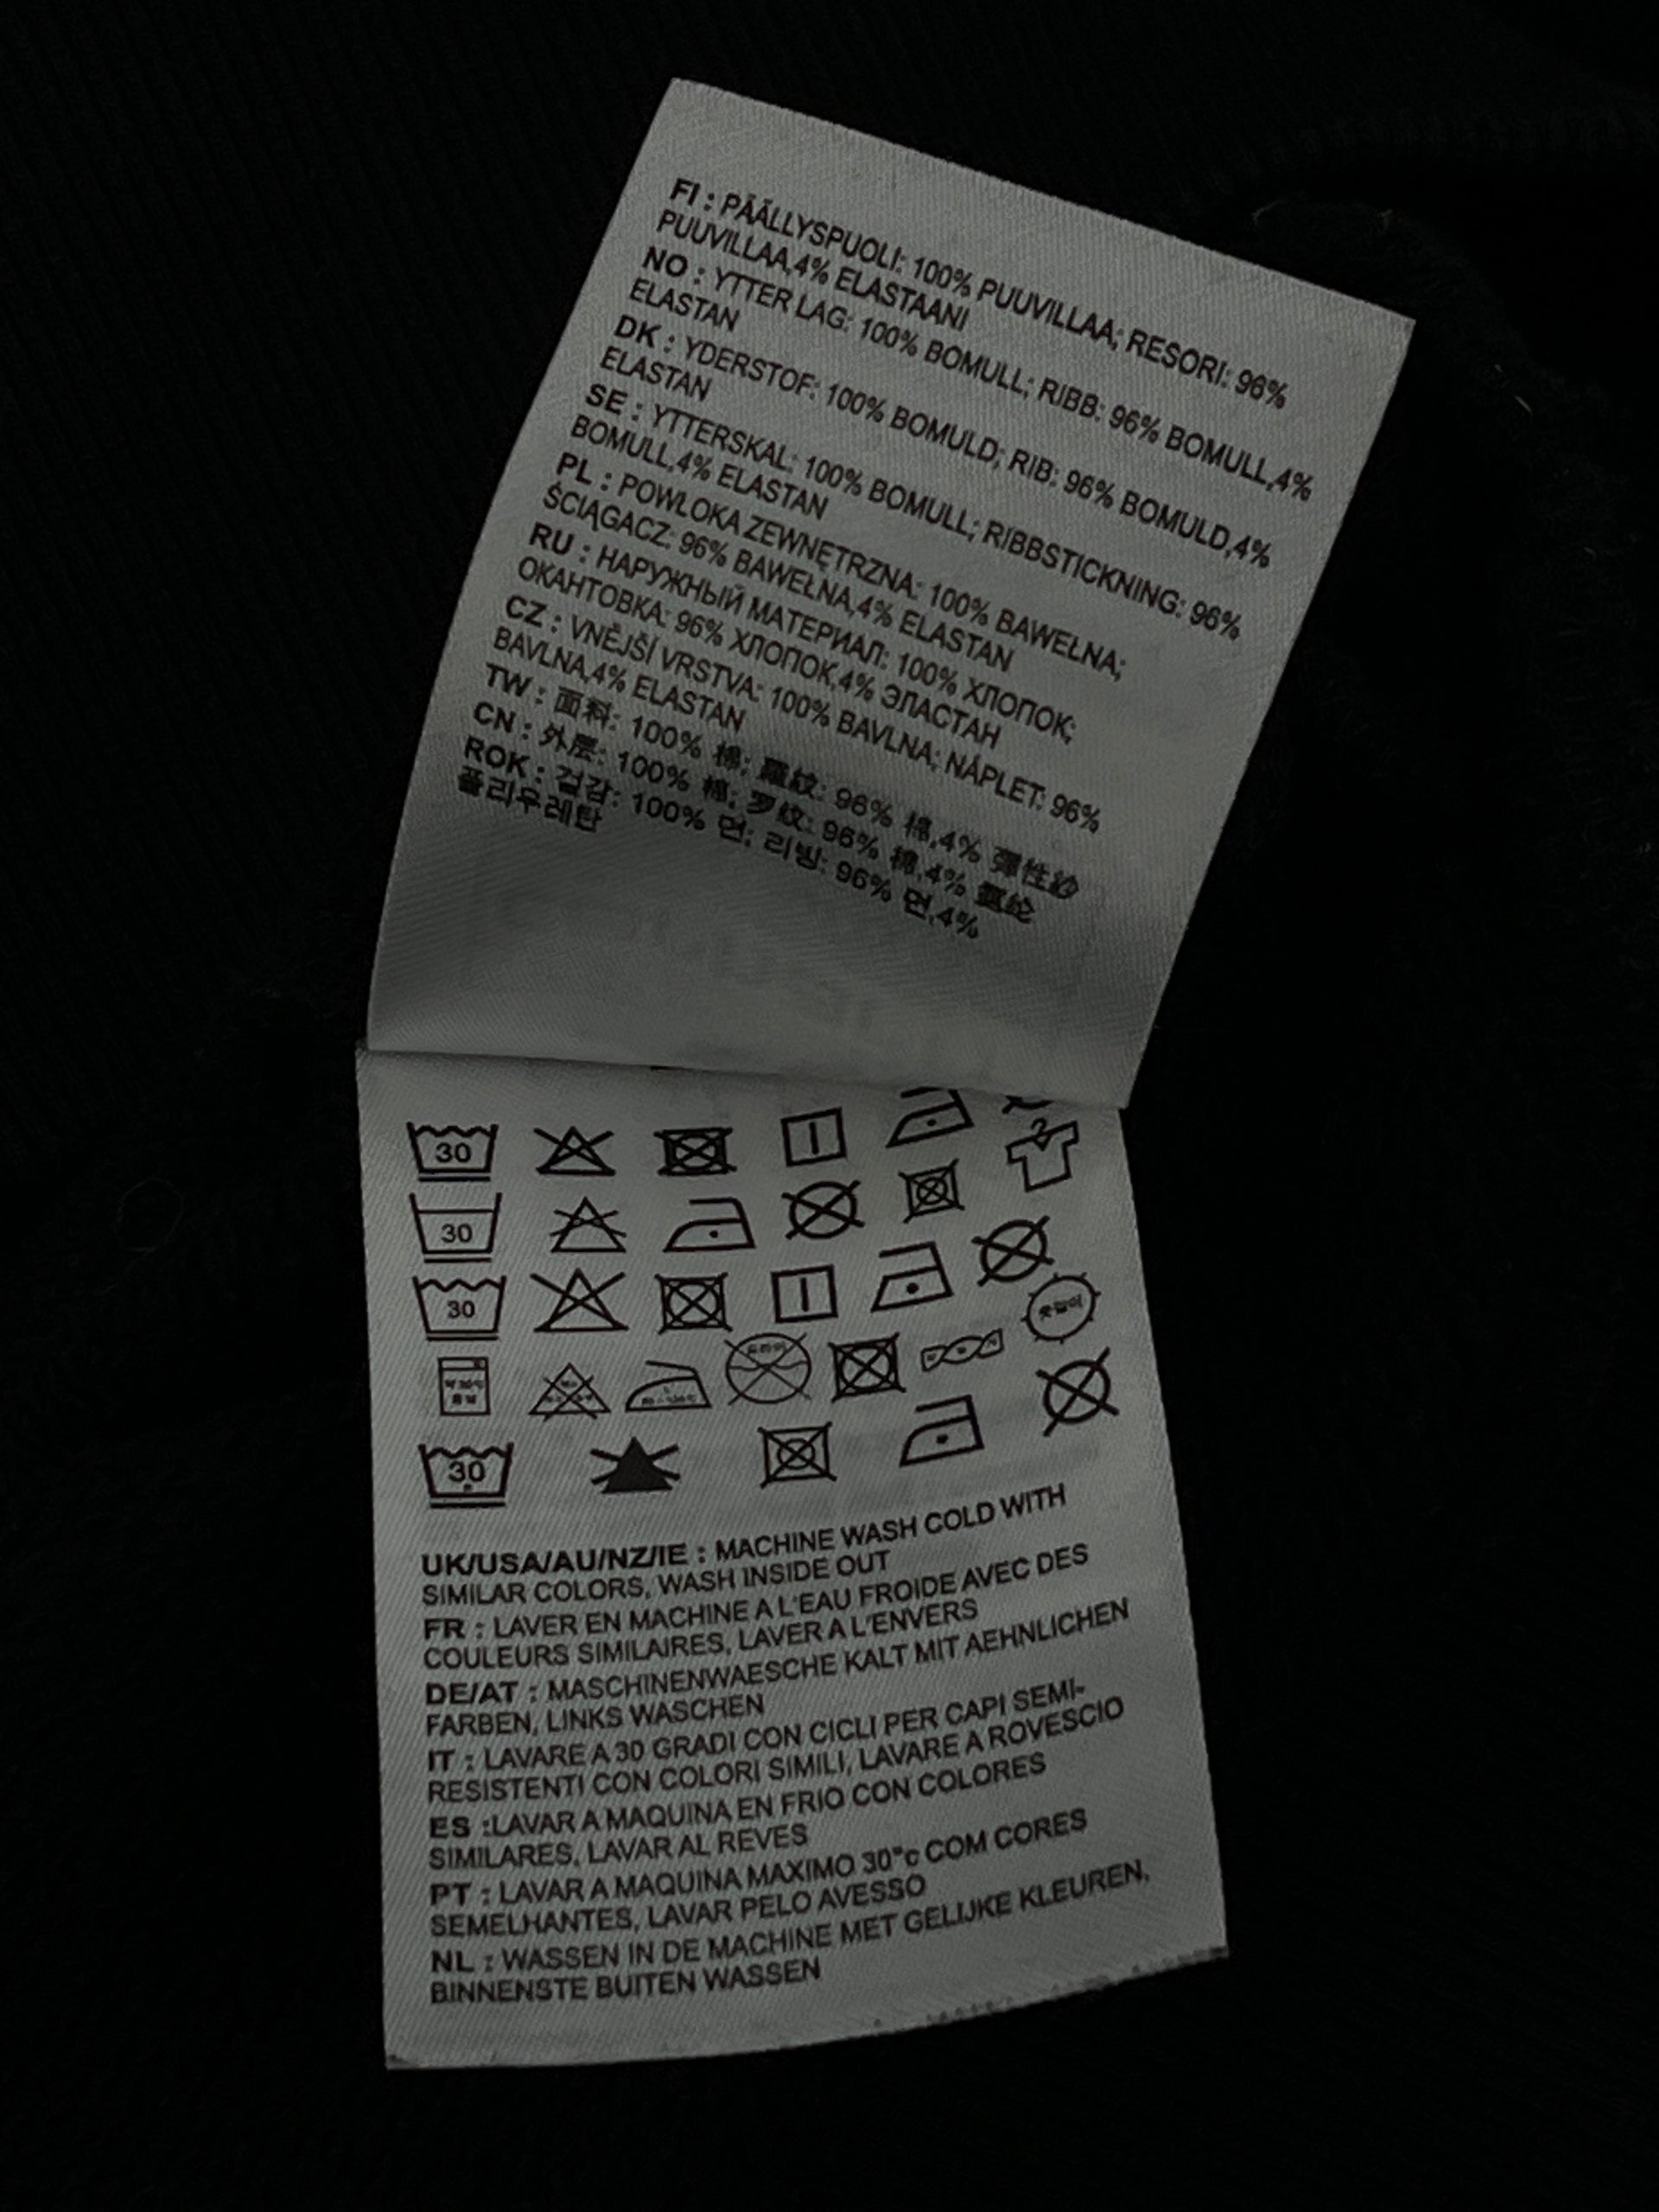 FI : PÄÄLLYSPUOLI: 100% PUUVILLAA; RESORI: 96%
PUUVILLAA,4% ELASTAANI
NO : YTTER LAG: 100% BOMULL; RIBB: 96% BOMULL,4%
ELASTAN
DK : YDERSTOF: 100% BOMULD; RIB: 96% BOMULD,4%
ELASTAN
SE : YTTERSKAL: 100% BOMULL; RIBBSTICKNING: 96%
BOMULL,4% ELASTAN
PL : POWŁOKA ZEWNĘTRZNA: 100% BAWEŁNA;
ŚCIĄGACZ: 96% BAWEŁNA,4% ELASTAN
RU : НАРУЖНЫЙ МАТЕРИАЛ: 100% ХЛОПОК;
ОКАНТОВКА: 96% ХЛОПОК,4% ЭЛАСТАН
CZ : VNĚJŠÍ VRSTVA: 100% BAVLNA; NÁPLET: 96%
BAVLNA,4% ELASTAN
TW : 面料: 100% 棉; 羅紋: 96% 棉,4% 彈性紗
CN : 外层: 100% 棉; 罗纹: 96% 棉,4% 氨纶
ROK : 겉감: 100% 면; 리빙: 96% 면,4%
폴리우레탄
30
30
30
30
UK/USA/AU/NZ/IE : MACHINE WASH COLD WITH
SIMILAR COLORS, WASH INSIDE OUT
FR : LAVER EN MACHINE A L'EAU FROIDE AVEC DES
COULEURS SIMILAIRES, LAVER A L'ENVERS
DE/AT : MASCHINENWAESCHE KALT MIT AEHNLICHEN
FARBEN, LINKS WASCHEN
IT : LAVARE A 30 GRADI CON CICLI PER CAPI SEMI-
RESISTENTI CON COLORI SIMILI, LAVARE A ROVESCIO
ES :LAVAR A MAQUINA EN FRIO CON COLORES
SIMILARES, LAVAR AL REVES
PT : LAVAR A MAQUINA MAXIMO 30°c COM CORES
SEMELHANTES, LAVAR PELO AVESSO
NL : WASSEN IN DE MACHINE MET GELIJKE KLEUREN,
BINNENSTE BUITEN WASSEN